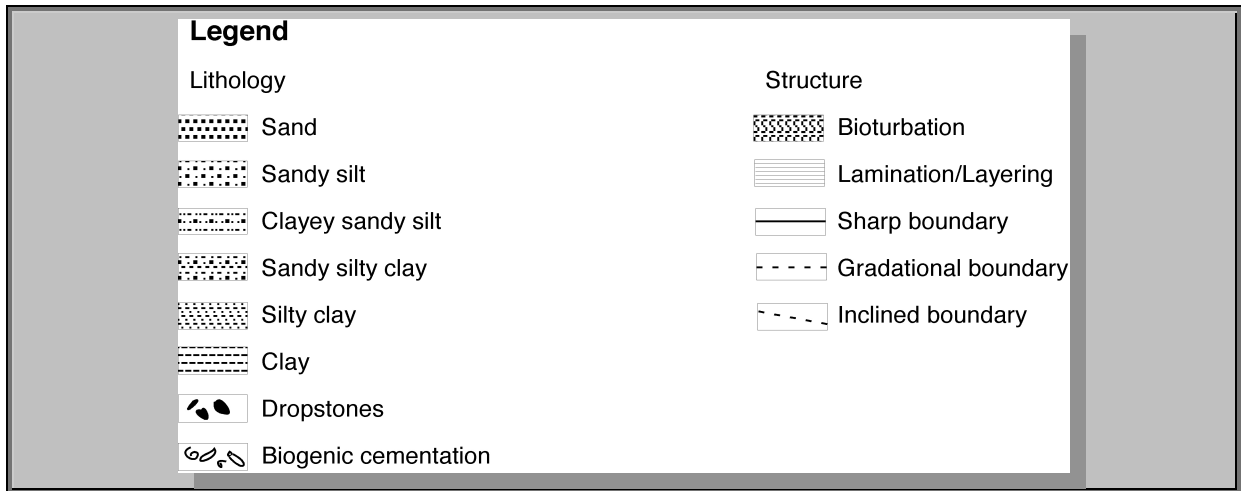 Legend
Lithology
Sand
Sandy silt
Clayey sandy silt
Sandy silty clay
Silty clay
Clay
Dropstones
Biogenic cementation
Structure
Bioturbation
Lamination/Layering
Sharp boundary
Gradational boundary
Inclined boundary